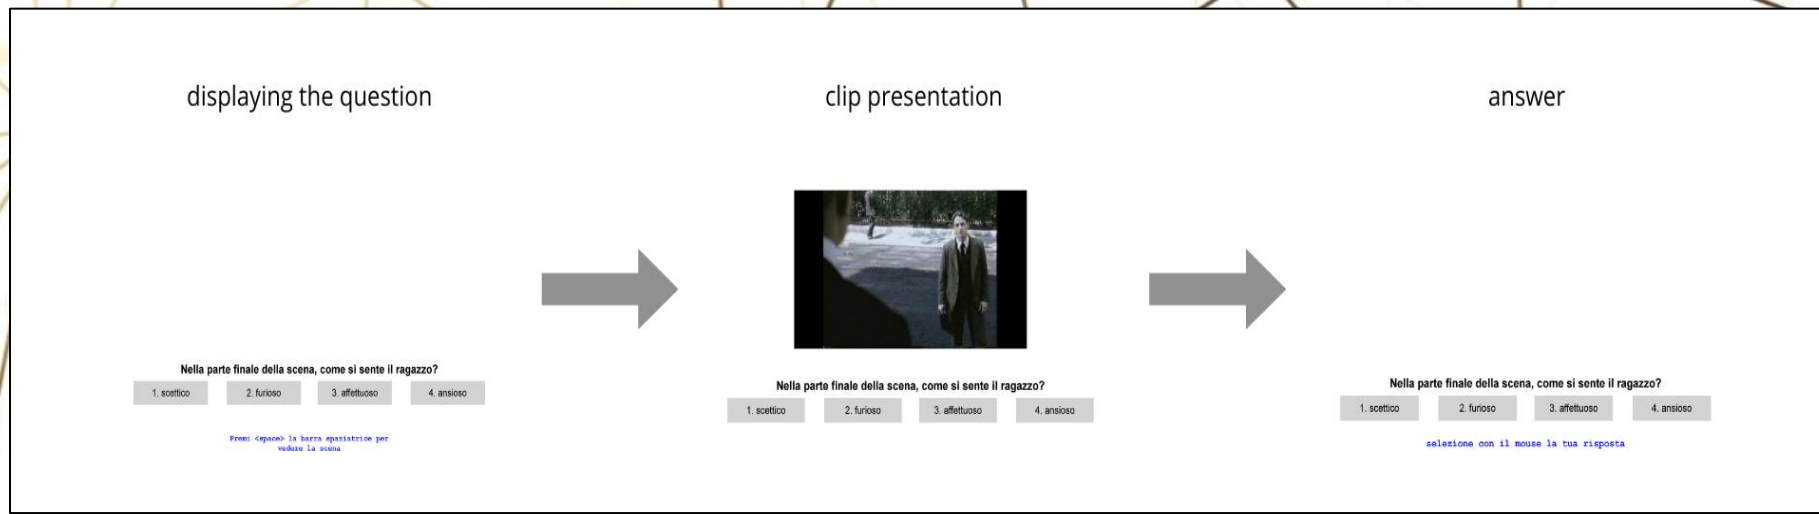 displaying the question
clip presentation
answer
Nella parte finale della scena, come si sente il ragazzo?
1. scettico
2. furioso
3. affettuoso
4. ansioso
Premi <space> la barra spaziatrice per
vedere la scena
Nella parte finale della scena, come si sente il ragazzo?
1. scettico
2. furioso
3. affettuoso
4. ansioso
Nella parte finale della scena, come si sente il ragazzo?
1. scettico
2. furioso
3. affettuoso
4. ansioso
selezione con il mouse la tua risposta